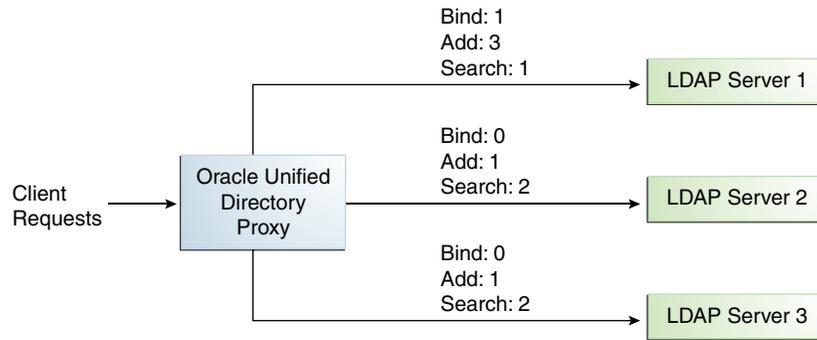 Bind: 1
Add: 3
Search: 1
LDAP Server 1
Client
Requests
Oracle Unified
Directory
Proxy
Bind: 0
Add: 1
Search: 2
LDAP Server 2
Bind: 0
Add: 1
Search: 2
LDAP Server 3